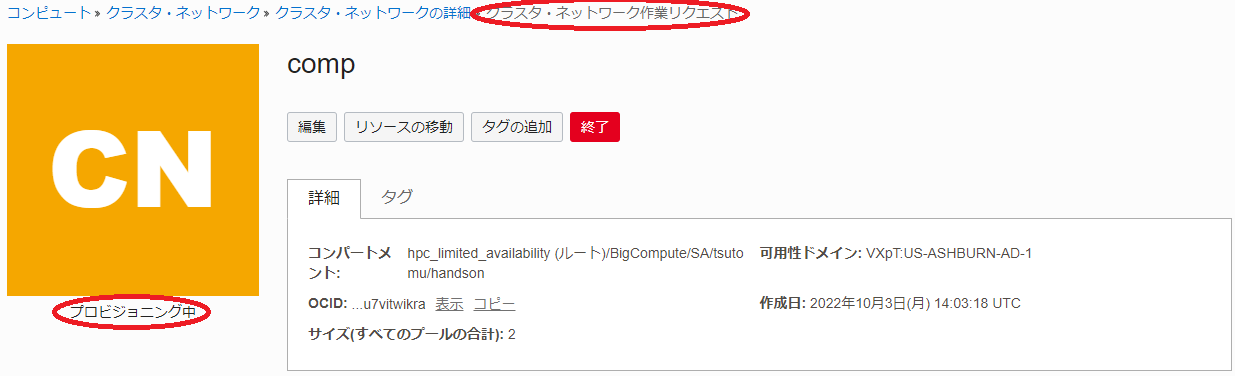 コンピュート » クラスタ・ネットワーク » クラスタ・ネットワークの詳細 » クラスタ・ネットワーク作業リクエスト
CN
プロビジョニング中
comp
編集 リソースの移動 タグの追加 終了
詳細 タグ
コンパートメント: hpc_limited_availability (ルート)/BigCompute/SA/tsutomu/handson
可用性ドメイン: VXpT:US-ASHBURN-AD-1
OCID: ...u7vitwikra 表示 コピー
作成日: 2022年10月3日(月) 14:03:18 UTC
サイズ(すべてのプールの合計): 2